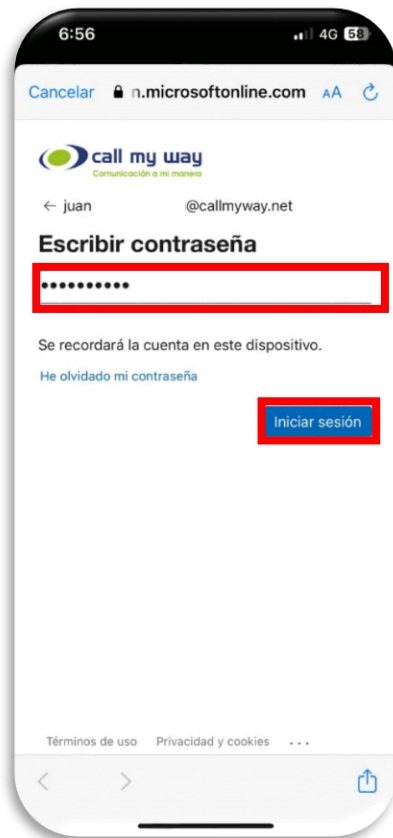 6:56 4G 58
Cancelar n.microsoftonline.com AA
call my way
Comunicación a mi manera
← juan @callmyway.net
Escribir contraseña
••••••••••
Se recordará la cuenta en este dispositivo.
He olvidado mi contraseña
Iniciar sesión
Términos de uso Privacidad y cookies ...